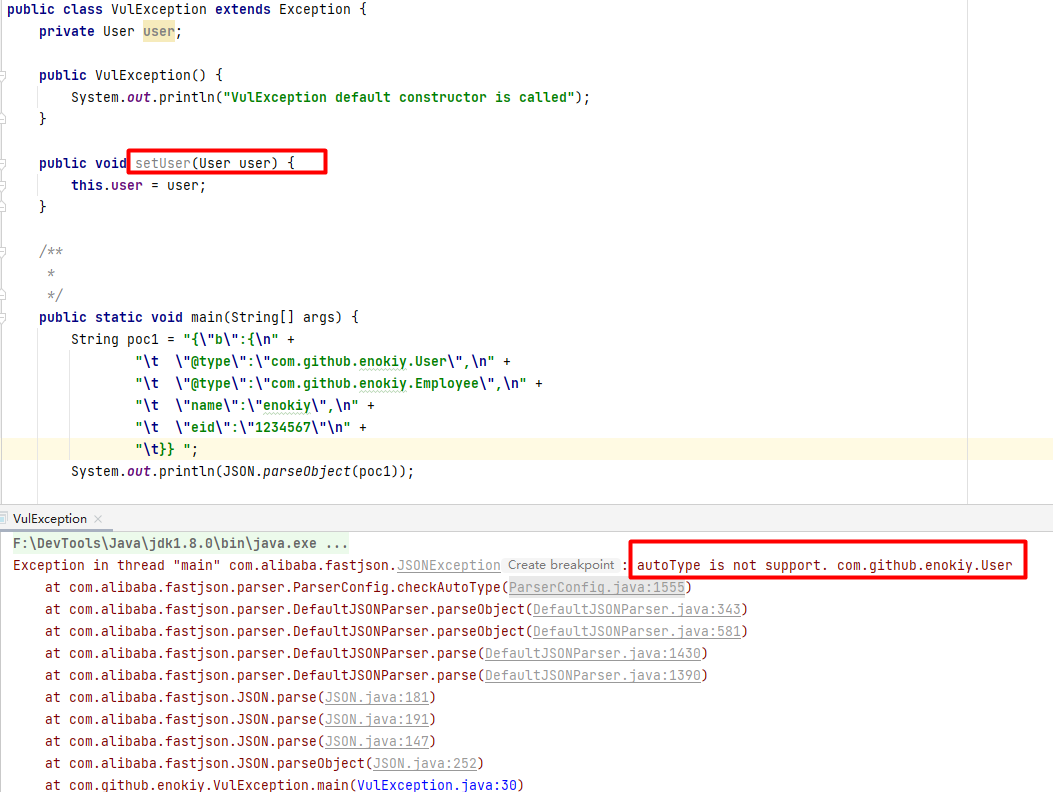 public class VulException extends Exception {
private User user;
public VulException() {
System.out.println("VulException default constructor is called");
}
public void setUser(User user) {
this.user = user;
}
/**
*
*/
public static void main(String[] args) {
String poc1 = "{\"b\":{\n" +
"\t  \"@type\":\"com.github.enokiy.User\",\n" +
"\t  \"@type\":\"com.github.enokiy.Employee\",\n" +
"\t  \"name\":\"enokiy\",\n" +
"\t  \"eid\":\"1234567\"\n" +
"\t}} ";
System.out.println(JSON.parseObject(poc1));
VulException ×
F:\DevTools\Java\jdk1.8.0\bin\java.exe ...
Exception in thread "main" com.alibaba.fastjson.JSONException Create breakpoint : autoType is not support. com.github.enokiy.User
at com.alibaba.fastjson.parser.ParserConfig.checkAutoType(ParserConfig.java:1555)
at com.alibaba.fastjson.parser.DefaultJSONParser.parseObject(DefaultJSONParser.java:343)
at com.alibaba.fastjson.parser.DefaultJSONParser.parseObject(DefaultJSONParser.java:581)
at com.alibaba.fastjson.parser.DefaultJSONParser.parse(DefaultJSONParser.java:1430)
at com.alibaba.fastjson.parser.DefaultJSONParser.parse(DefaultJSONParser.java:1390)
at com.alibaba.fastjson.JSON.parse(JSON.java:181)
at com.alibaba.fastjson.JSON.parse(JSON.java:191)
at com.alibaba.fastjson.JSON.parse(JSON.java:147)
at com.alibaba.fastjson.JSON.parseObject(JSON.java:252)
at com.github.enokiy.VulException.main(VulException.java:30)